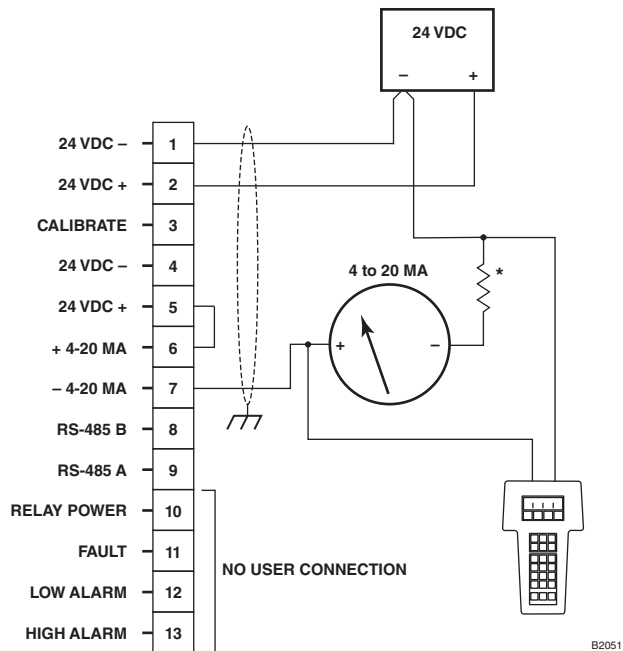 24 VDC
– +
24 VDC – 1
24 VDC + 2
CALIBRATE 3
24 VDC – 4
24 VDC + 5
4 to 20 MA
*
+ 4-20 MA 6
+ –
– 4-20 MA 7
RS-485 B 8
RS-485 A 9
RELAY POWER 10
FAULT 11
NO USER CONNECTION
LOW ALARM 12
HIGH ALARM 13
B2051